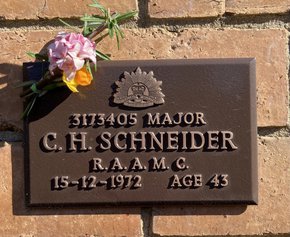 3173405 MAJOR
C. H. SCHNEIDER
R. A. A M. C.
15-12-1972 AGE 43